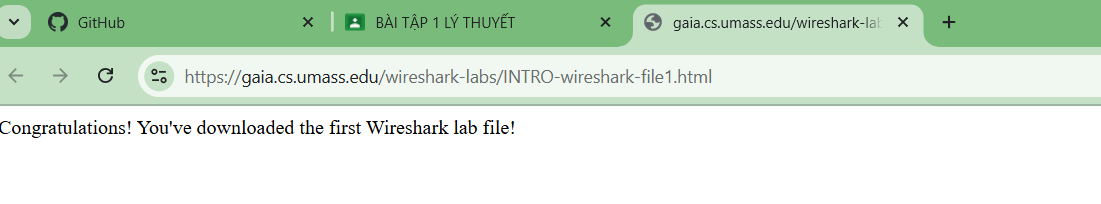 GitHub
BÀI TẬP 1 LÝ THUYẾT
gaia.cs.umass.edu/wireshark-lab
https://gaia.cs.umass.edu/wireshark-labs/INTRO-wireshark-file1.html
Congratulations! You've downloaded the first Wireshark lab file!